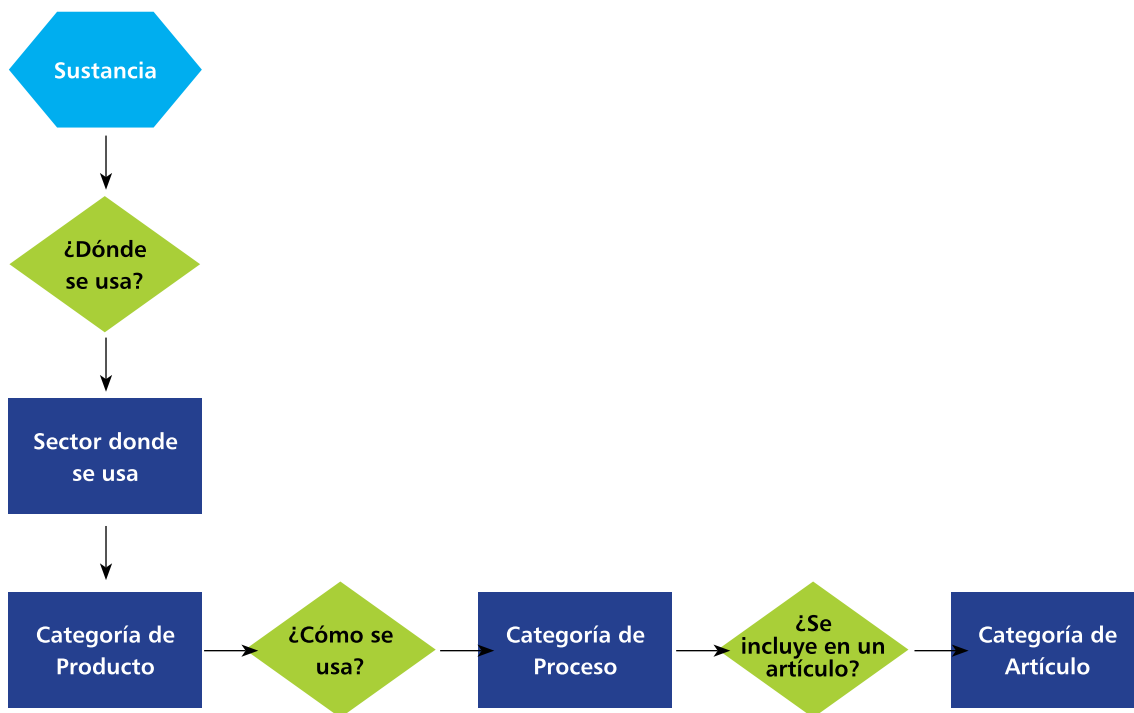 Sustancia
¿Dónde
se usa?
Sector donde
se usa
Categoría de
Producto
¿Cómo se
usa?
Categoría de
Proceso
¿Se
incluye en un
artículo?
Categoría de
Artículo